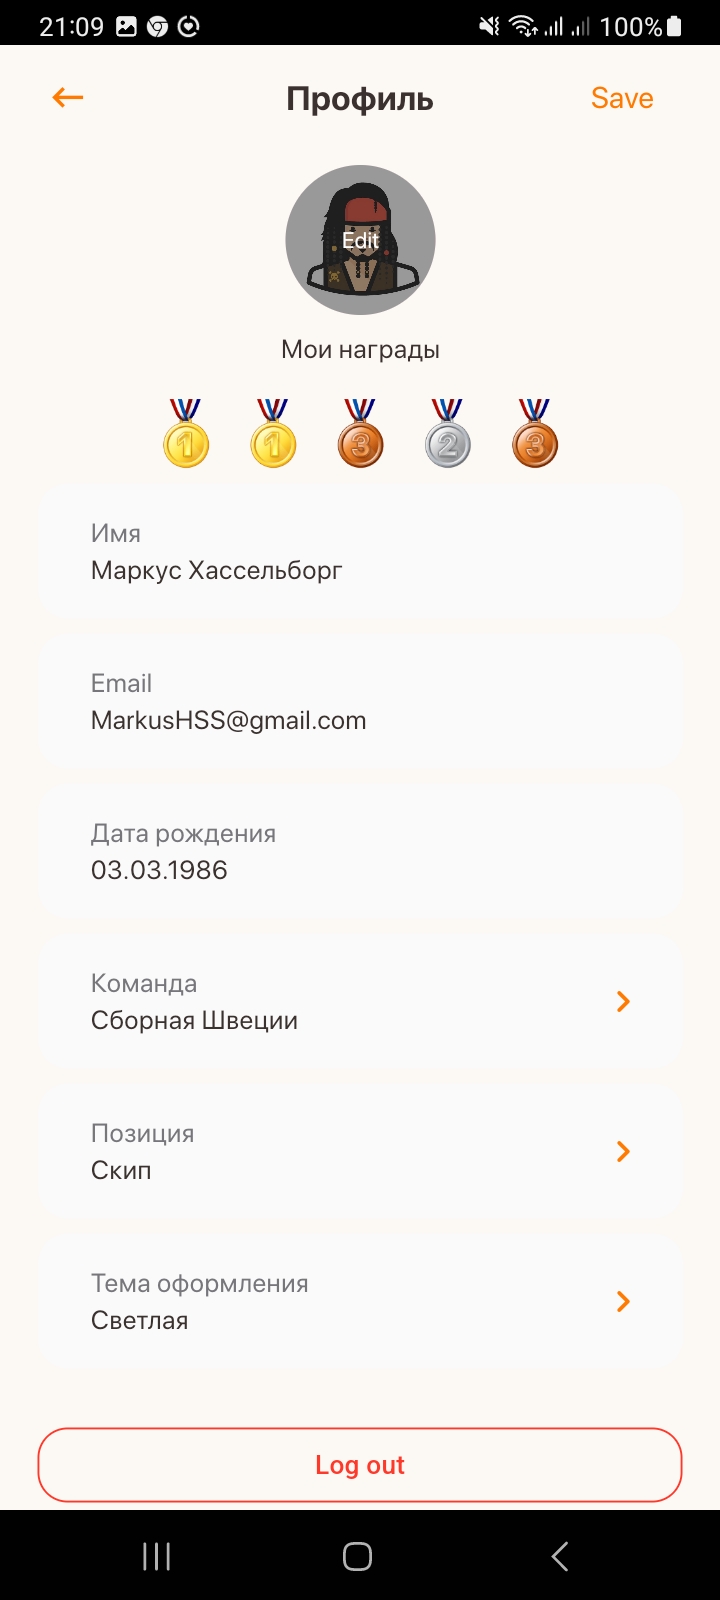 21:09 100%
Профиль Save
Edit
Мои награды
1 1 3 2 3
Имя
Маркус Хассельборг
Email
MarkusHSS@gmail.com
Дата рождения
03.03.1986
Команда
Сборная Швеции
Позиция
Скип
Тема оформления
Светлая
Log out